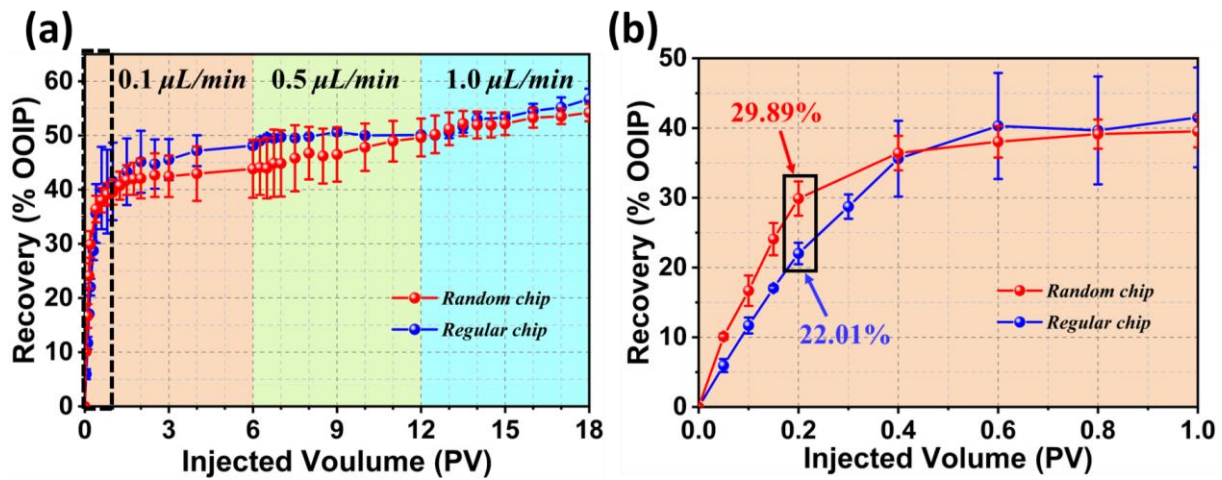 (a)
0.1 μL/min
0.5 μL/min
1.0 μL/min
Recovery (% OOIP)
60
50
40
30
20
10
0
Random chip
Regular chip
0 3 6 9 12 15 18
Injected Voulume (PV)
(b)
Recovery (% OOIP)
50
40
30
20
10
0
29.89%
22.01%
Random chip
Regular chip
0.0 0.2 0.4 0.6 0.8 1.0
Injected Volume (PV)